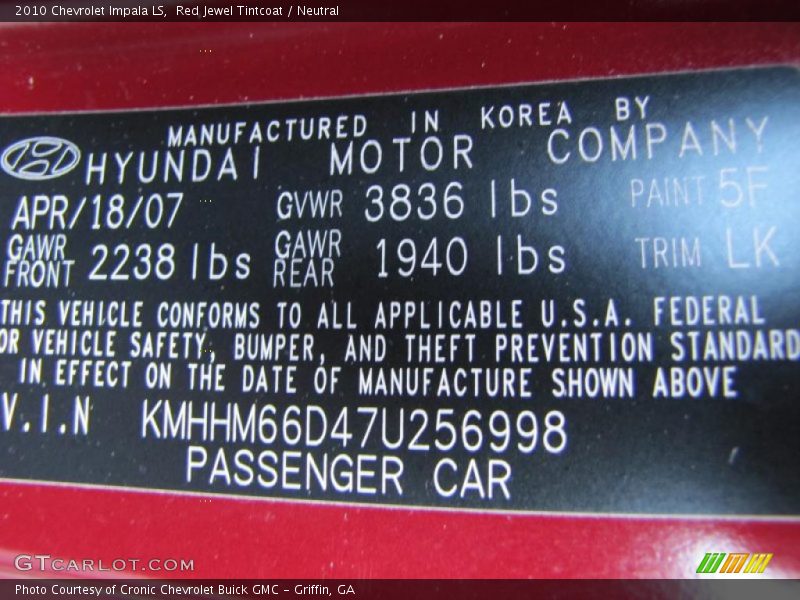 2010 Chevrolet Impala LS, Red Jewel Tintcoat / Neutral
MANUFACTURED IN KOREA BY
HYUNDAI MOTOR COMPANY
APR/18/07 GVWR 3836 lbs PAINT 5F
GAWR FRONT 2238 lbs GAWR REAR 1940 lbs TRIM LK
THIS VEHICLE CONFORMS TO ALL APPLICABLE U.S.A. FEDERAL
OR VEHICLE SAFETY, BUMPER, AND THEFT PREVENTION STANDARD
IN EFFECT ON THE DATE OF MANUFACTURE SHOWN ABOVE
V.I.N KMHHM66D47U256998
PASSENGER CAR
GTCARLOT.COM
Photo Courtesy of Cronic Chevrolet Buick GMC - Griffin, GA